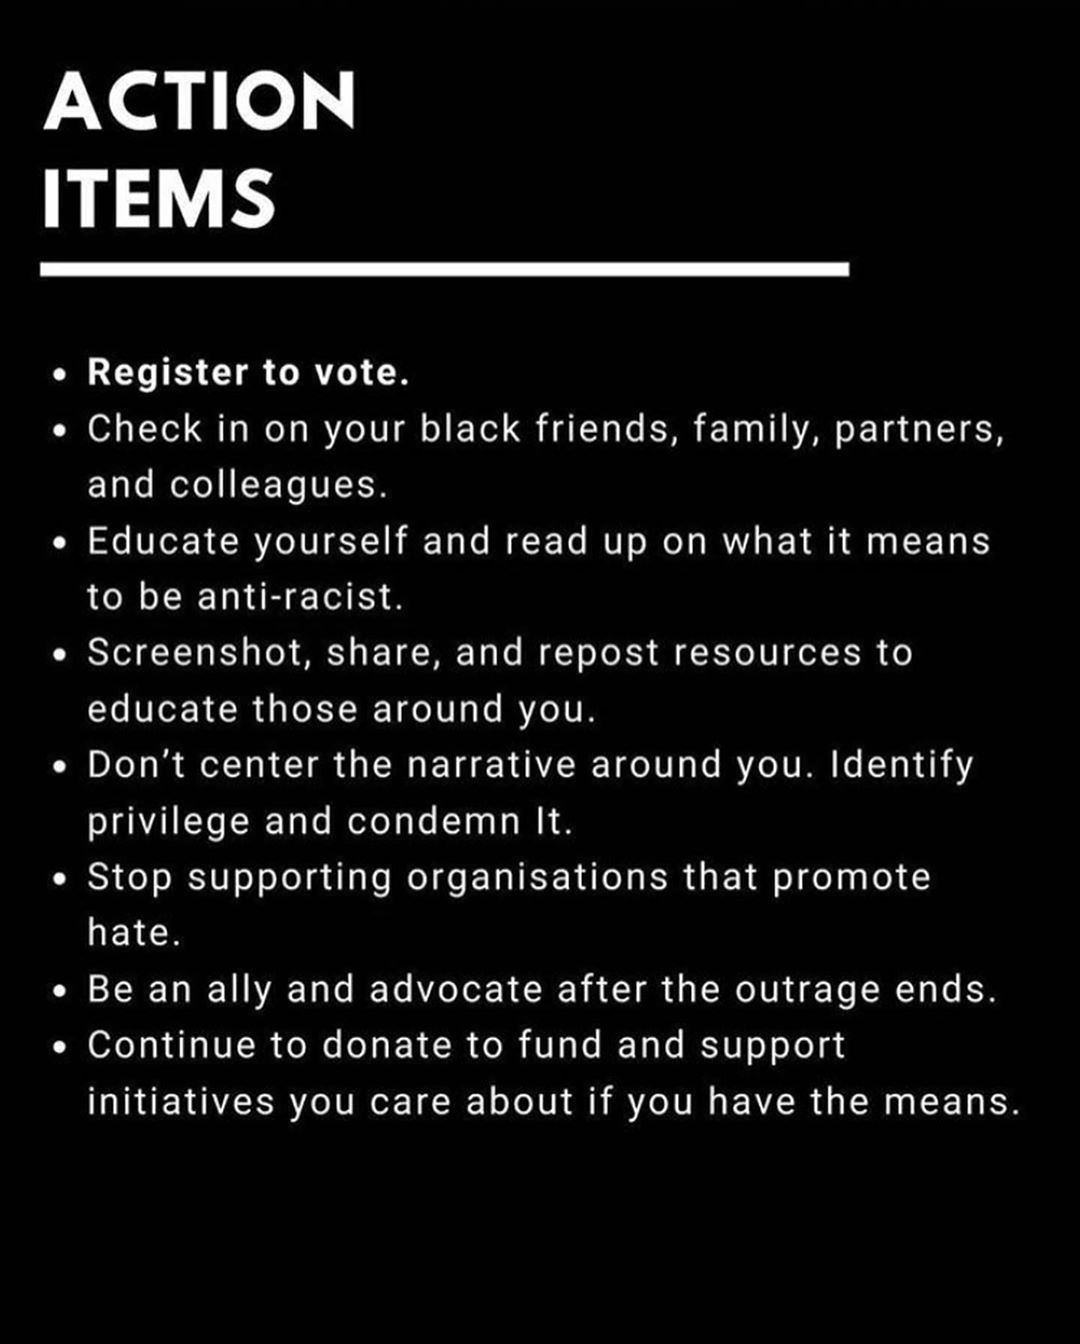 ACTION
ITEMS
• Register to vote.
• Check in on your black friends, family, partners,
and colleagues.
• Educate yourself and read up on what it means
to be anti-racist.
• Screenshot, share, and repost resources to
educate those around you.
• Don’t center the narrative around you. Identify
privilege and condemn It.
• Stop supporting organisations that promote
hate.
• Be an ally and advocate after the outrage ends.
• Continue to donate to fund and support
initiatives you care about if you have the means.